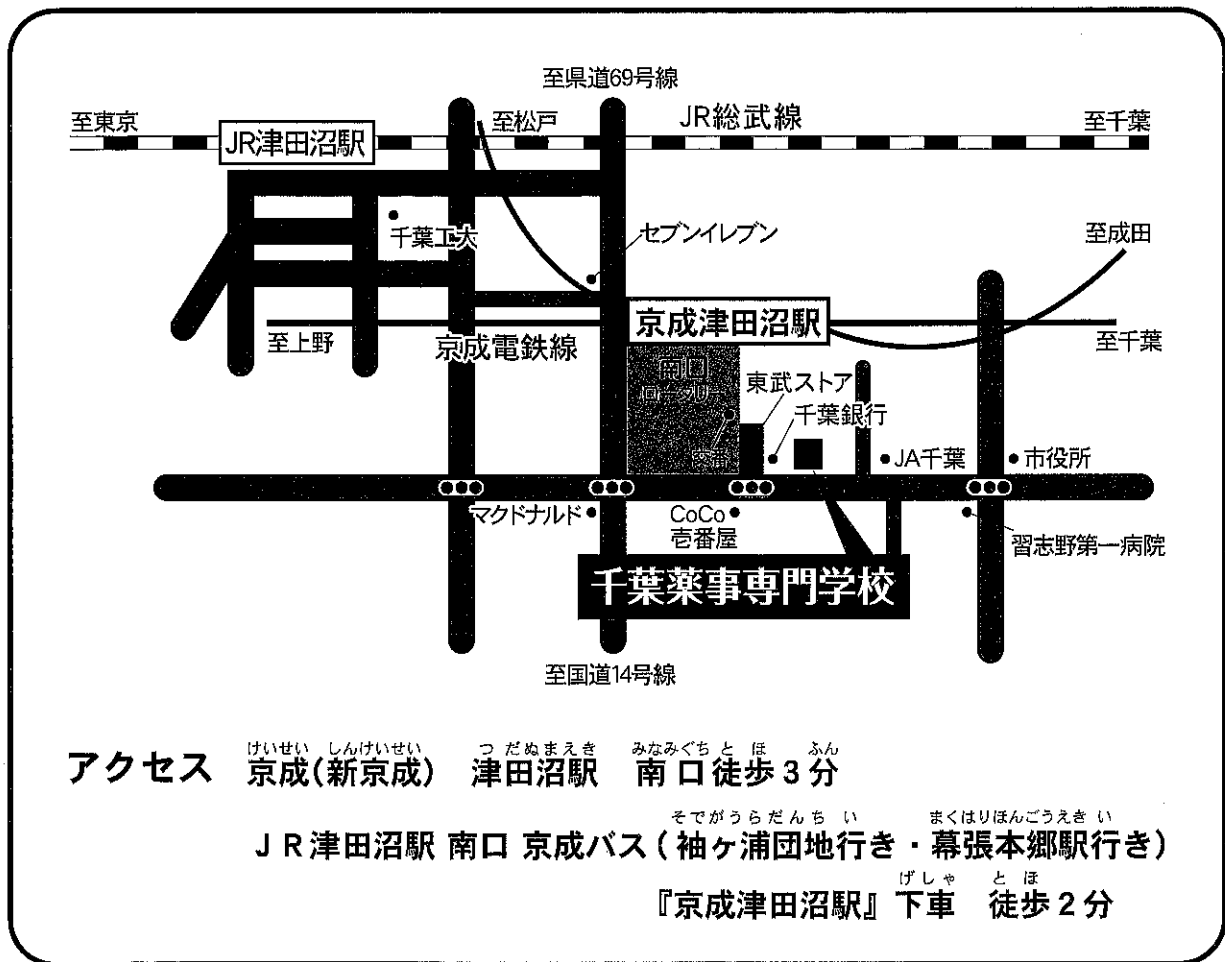 至県道69号線
至東京
至松戸
JR総武線
至千葉
JR津田沼駅
千葉工大
セブンイレブン
至成田
京成津田沼駅
至上野
京成電鉄線
至千葉
南口
ロータリー
東武ストア
千葉銀行
交番
JA千葉
市役所
マクドナルド
CoCo
壱番屋
習志野第一病院
千葉薬事専門学校
至国道14号線
けいせい しんけいせい つだぬまえき みなみぐち とほ ふん
アクセス 京成(新京成) 津田沼駅 南口徒歩3分
そでがうらだんちい まくはりほんごうえきい
JR津田沼駅 南口 京成バス(袖ヶ浦団地行き・幕張本郷駅行き)
げしゃ とほ
『京成津田沼駅』下車 徒歩2分